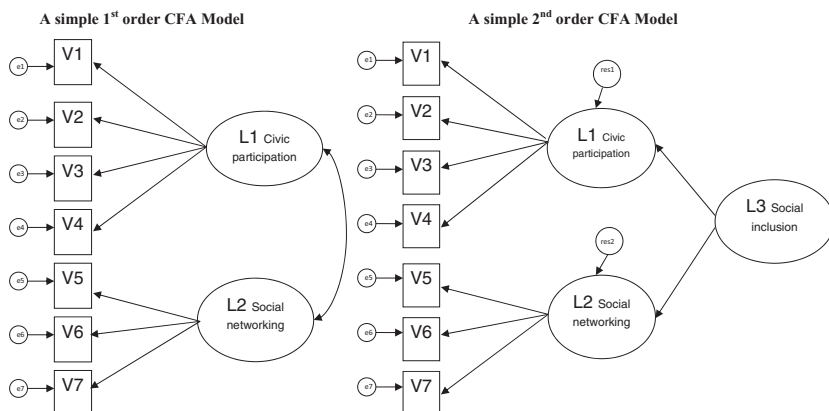 A simple 1st order CFA Model
e1 V1
e2 V2
e3 V3
e4 V4
e5 V5
e6 V6
e7 V7
L1 Civic
participation
L2 Social
networking
A simple 2nd order CFA Model
e1 V1
e2 V2
e3 V3
e4 V4
e5 V5
e6 V6
e7 V7
res1
L1 Civic
participation
res2
L2 Social
networking
L3 Social
inclusion